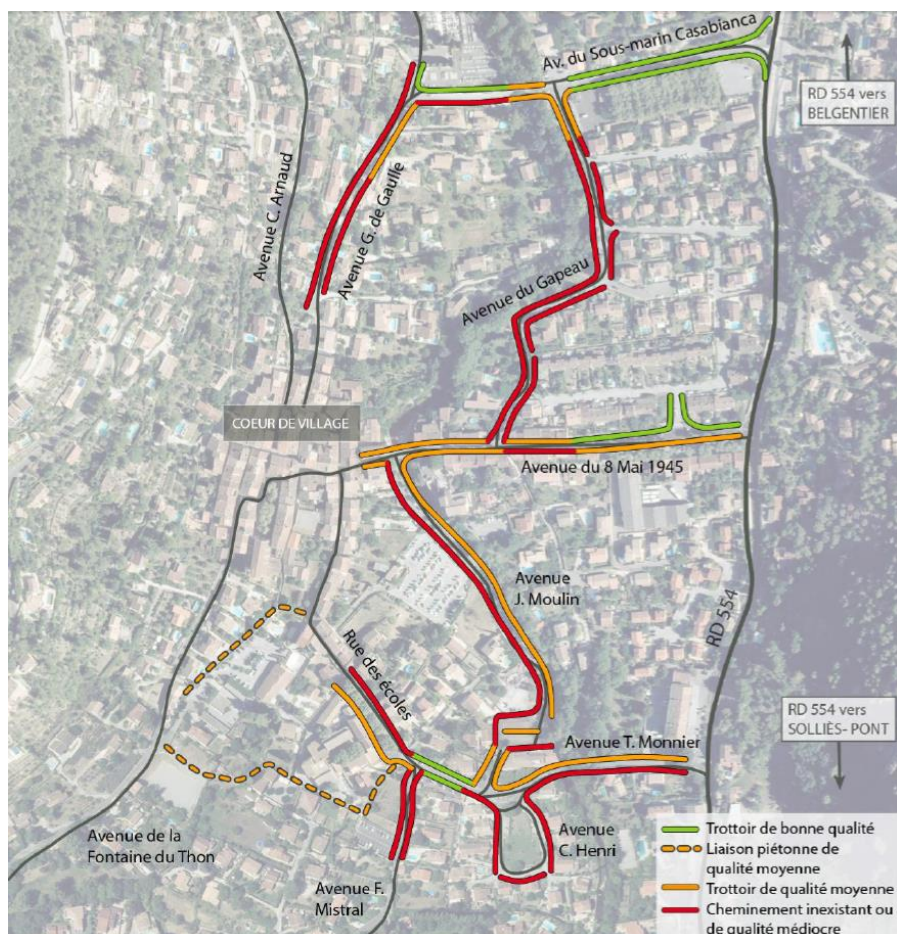 Av. du Sous-marin Casabianca
RD 554 vers
BELGENTIER
Avenue C. Arnaud
Avenue G. de Gaulle
Avenue du Gapeau
COEUR DE VILLAGE
Avenue du 8 Mai 1945
Avenue
J. Moulin
RD 554
Rue des écoles
RD 554 vers
SOLLIÈS- PONT
Avenue T. Monnier
Avenue de la
Fontaine du Thon
Avenue
C. Henri
Avenue F.
Mistral
Trottoir de bonne qualité
Liaison piétonne de
qualité moyenne
Trottoir de qualité moyenne
Cheminement inexistant ou
de qualité médiocre